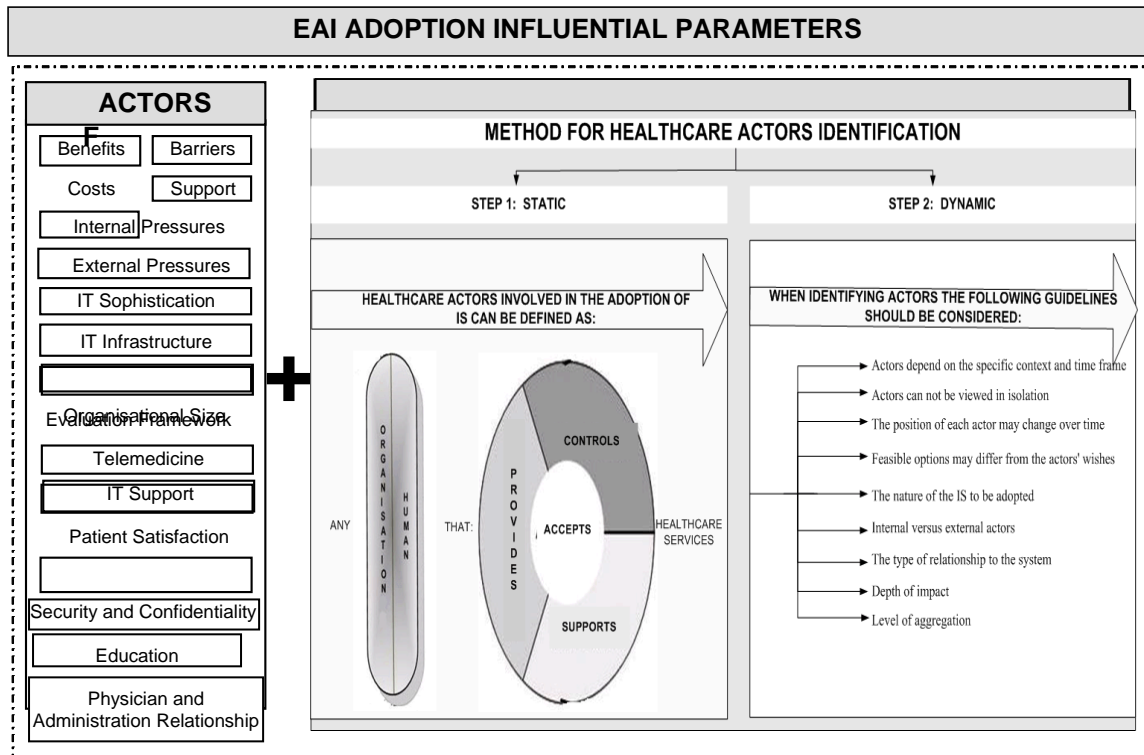 EAI ADOPTION INFLUENTIAL PARAMETERS
ACTORS
F
Benefits
Barriers
Costs
Support
Internal Pressures
External Pressures
IT Sophistication
IT Infrastructure
Organisational Size
Evaluation Framework
Telemedicine
IT Support
Patient Satisfaction
Security and Confidentiality
Education
Physician and
Administration Relationship
METHOD FOR HEALTHCARE ACTORS IDENTIFICATION
STEP 1: STATIC
HEALTHCARE ACTORS INVOLVED IN THE ADOPTION OF
IS CAN BE DEFINED AS:
ANY
ORGANISATION
HUMAN
THAT:
PROVIDES
CONTROLS
ACCEPTS
SUPPORTS
HEALTHCARE
SERVICES
STEP 2: DYNAMIC
WHEN IDENTIFYING ACTORS THE FOLLOWING GUIDELINES
SHOULD BE CONSIDERED:
Actors depend on the specific context and time frame
Actors can not be viewed in isolation
The position of each actor may change over time
Feasible options may differ from the actors' wishes
The nature of the IS to be adopted
Internal versus external actors
The type of relationship to the system
Depth of impact
Level of aggregation